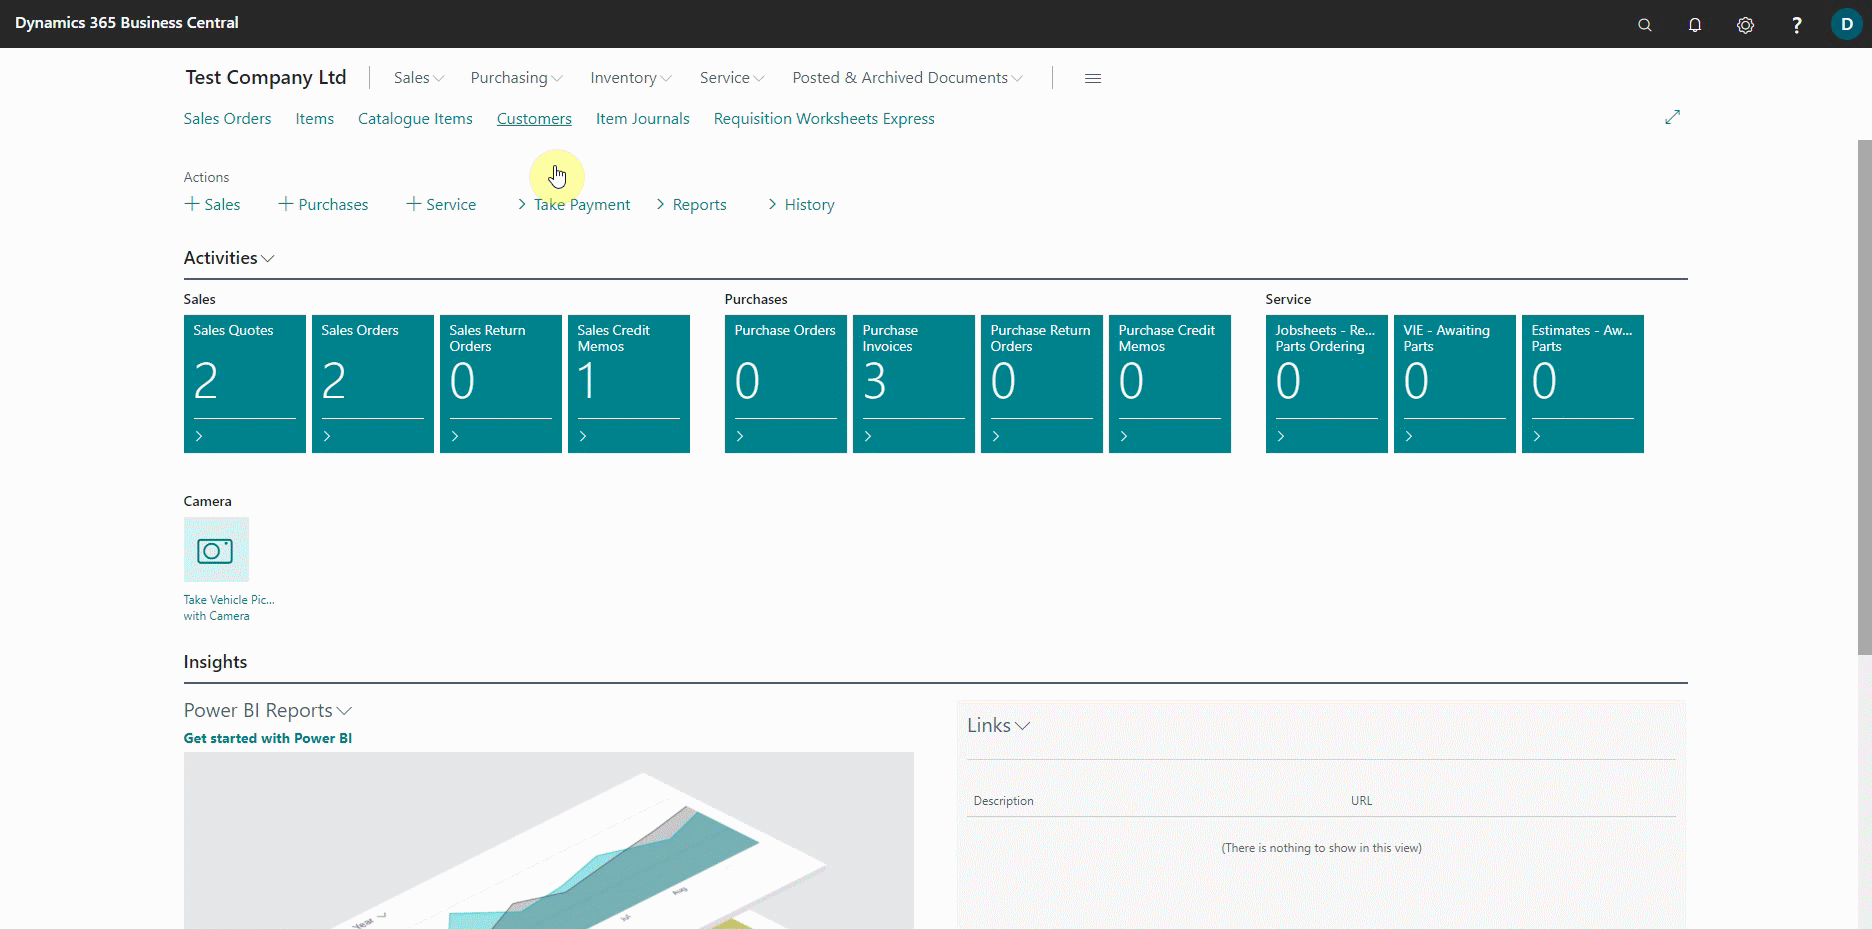 Dynamics 365 Business Central
D
Test Company Ltd
Sales Purchasing Inventory Service Posted & Archived Documents
Sales Orders Items Catalogue Items Customers Item Journals Requisition Worksheets Express
Actions
Sales Purchases Service Take Payment Reports History
Activities
Sales
Sales Quotes
2
Sales Orders
2
Sales Return
Orders
0
Sales Credit
Memos
1
Purchases
Purchase Orders
0
Purchase
Invoices
3
Purchase Return
Orders
0
Purchase Credit
Memos
0
Service
Jobsheets - Re...
Parts Ordering
0
VIE - Awaiting
Parts
0
Estimates - Aw...
Parts
0
Camera
Take Vehicle Pic...
with Camera
Insights
Power BI Reports
Get started with Power BI
Year
Jul
Aug
Links
Description URL
(There is nothing to show in this view)